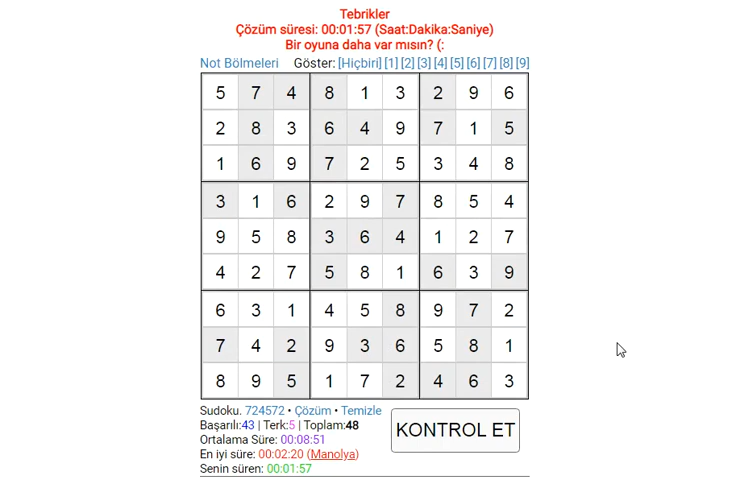 Tebrikler
Çözüm süresi: 00:01:57 (Saat:Dakika:Saniye)
Bir oyuna daha var mısın? (:
Not Bölmeleri Göster: [Hiçbiri] [1] [2] [3] [4] [5] [6] [7] [8] [9]
5 7 4 8 1 3 2 9 6
2 8 3 6 4 9 7 1 5
1 6 9 7 2 5 3 4 8
3 1 6 2 9 7 8 5 4
9 5 8 3 6 4 1 2 7
4 2 7 5 8 1 6 3 9
6 3 1 4 5 8 9 7 2
7 4 2 9 3 6 5 8 1
8 9 5 1 7 2 4 6 3
Sudoku. 724572 • Çözüm • Temizle
Başarılı:43 | Terk:5 | Toplam:48
Ortalama Süre: 00:08:51
En iyi süre: 00:02:20 (Manolya)
Senin süren: 00:01:57
KONTROL ET